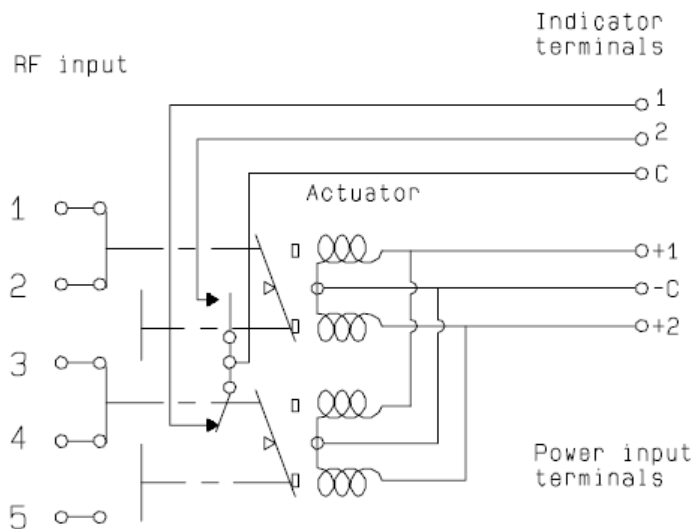 Indicator
terminals
RF input
1
2
C
Actuator
1
2
3
4
5
+1
-C
+2
Power input
terminals